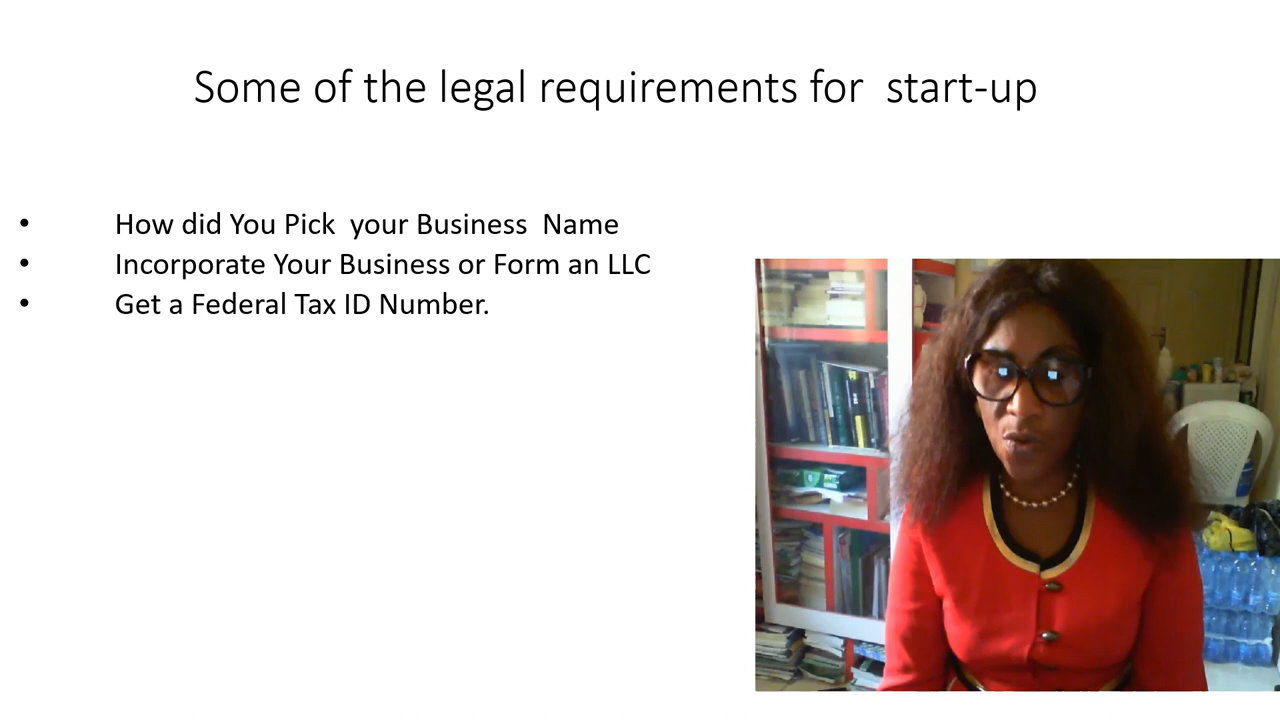 Some of the legal requirements for  start-up
• How did You Pick  your Business  Name
• Incorporate Your Business or Form an LLC
• Get a Federal Tax ID Number.